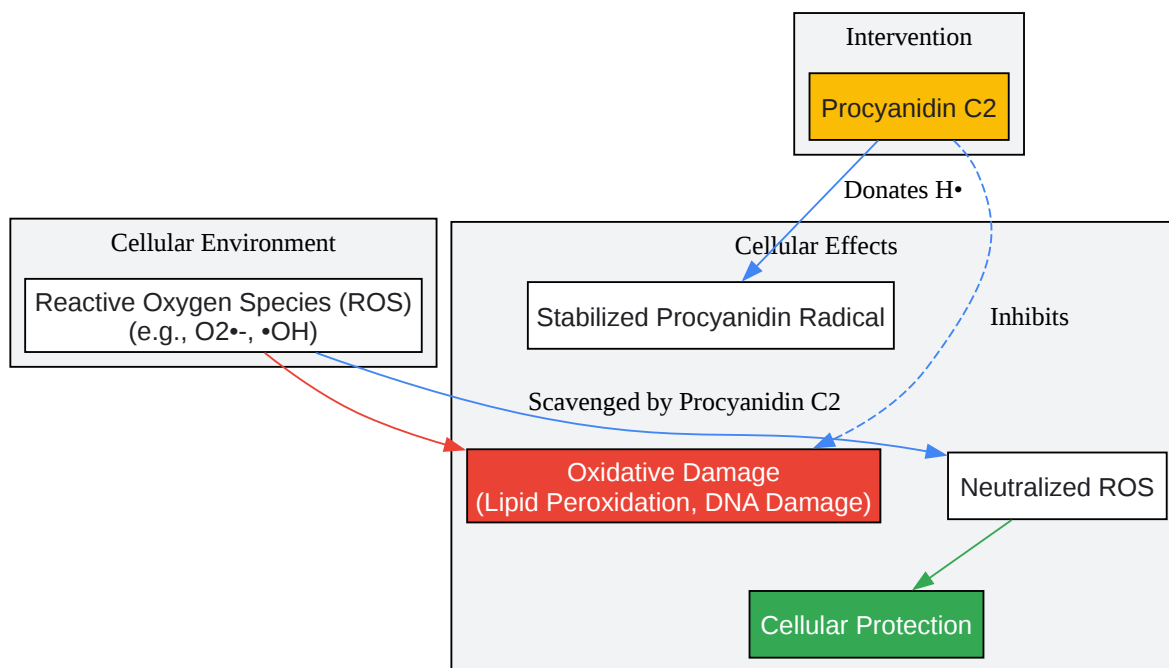 Intervention
Procyanidin C2
Donates H•
Cellular Environment
Cellular Effects
Reactive Oxygen Species (ROS)
(e.g., O2•-, •OH)
Stabilized Procyanidin Radical
Inhibits
Scavenged by Procyanidin C2
Oxidative Damage
(Lipid Peroxidation, DNA Damage)
Neutralized ROS
Cellular Protection